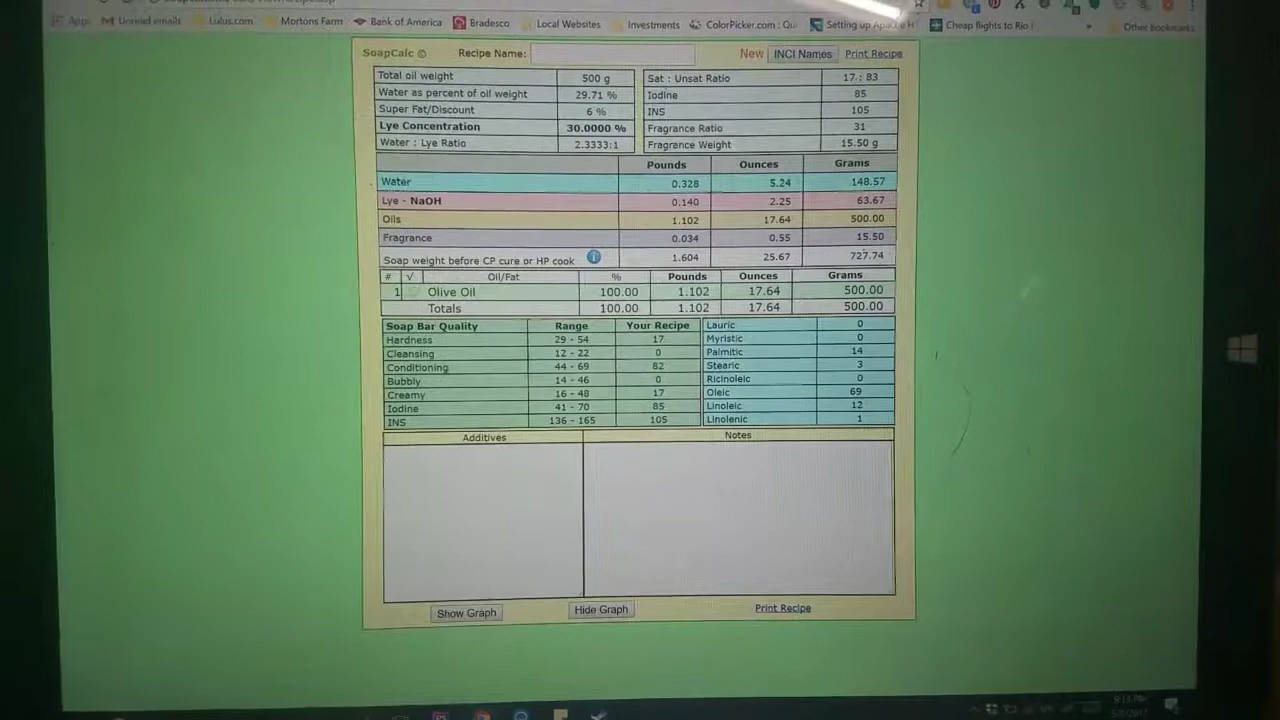 Apps Unread emails Lulus.com Mortons Farm Bank of America Bradesco Local Websites Investments ColorPicker.com : Qu Setting up Apache H Cheap flights to Rio » Other bookmarks
SoapCalc © Recipe Name: New INCI Names Print Recipe
Total oil weight 500 g
Water as percent of oil weight 29.71 %
Super Fat/Discount 6 %
Lye Concentration 30.0000 %
Water : Lye Ratio 2.3333:1
Sat : Unsat Ratio 17 : 83
Iodine 85
INS 105
Fragrance Ratio 31
Fragrance Weight 15.50 g
Pounds Ounces Grams
Water 0.328 5.24 148.57
Lye - NaOH 0.140 2.25 63.67
Oils 1.102 17.64 500.00
Fragrance 0.034 0.55 15.50
Soap weight before CP cure or HP cook i 1.604 25.67 727.74
# √ Oil/Fat % Pounds Ounces Grams
1 Olive Oil 100.00 1.102 17.64 500.00
Totals 100.00 1.102 17.64 500.00
Soap Bar Quality Range Your Recipe
Hardness 29 - 54 17
Cleansing 12 - 22 0
Conditioning 44 - 69 82
Bubbly 14 - 46 0
Creamy 16 - 48 17
Iodine 41 - 70 85
INS 136 - 165 105
Lauric 0
Myristic 0
Palmitic 14
Stearic 3
Ricinoleic 0
Oleic 69
Linoleic 12
Linolenic 1
Additives Notes
Show Graph Hide Graph Print Recipe